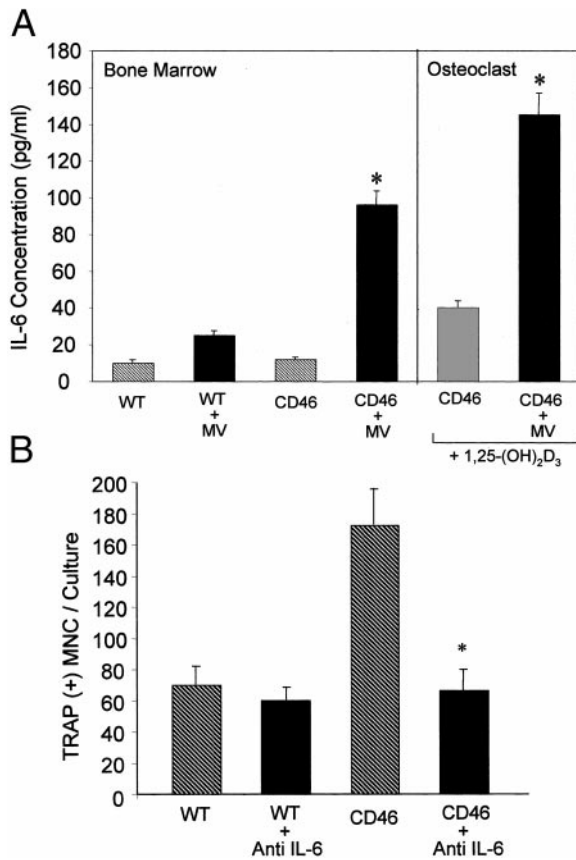 A
IL-6 Concentration (pg/ml)
180
160
140
120
100
80
60
40
20
0
Bone Marrow
Osteoclast
*
*
WT
WT
+
MV
CD46
CD46
+
MV
CD46
CD46
+
MV
+ 1,25-(OH)₂D₃
B
TRAP (+) MNC / Culture
200
180
160
140
120
100
80
60
40
20
0
*
WT
WT
+
Anti IL-6
CD46
CD46
+
Anti IL-6